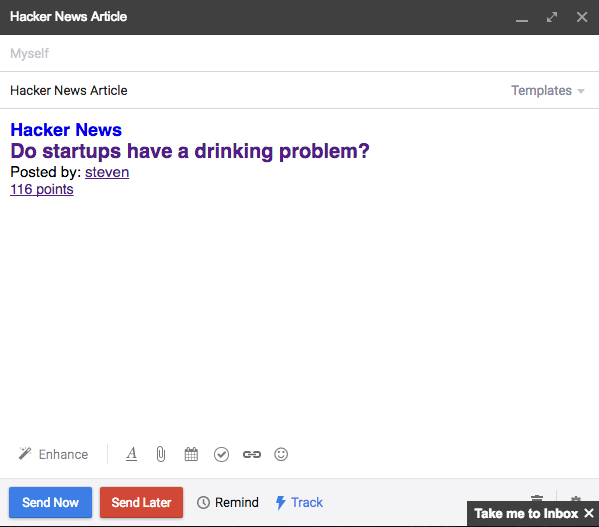 Hacker News Article
Myself
Hacker News Article Templates
Hacker News
Do startups have a drinking problem?
Posted by: steven
116 points
Enhance A
Send Now Send Later Remind Track
Take me to Inbox